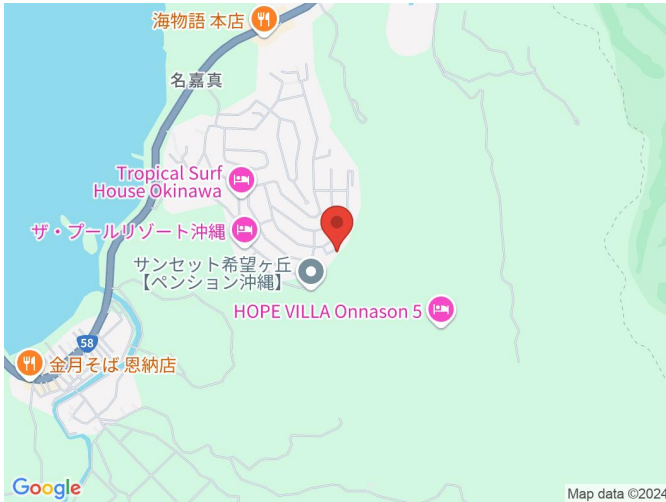 海物語 本店
名嘉真
Tropical Surf
House Okinawa
ザ・プールリゾート沖縄
サンセット希望ヶ丘
【ペンション沖縄】
HOPE VILLA Onnason 5
58
金月そば 恩納店
Google
Map data ©2024